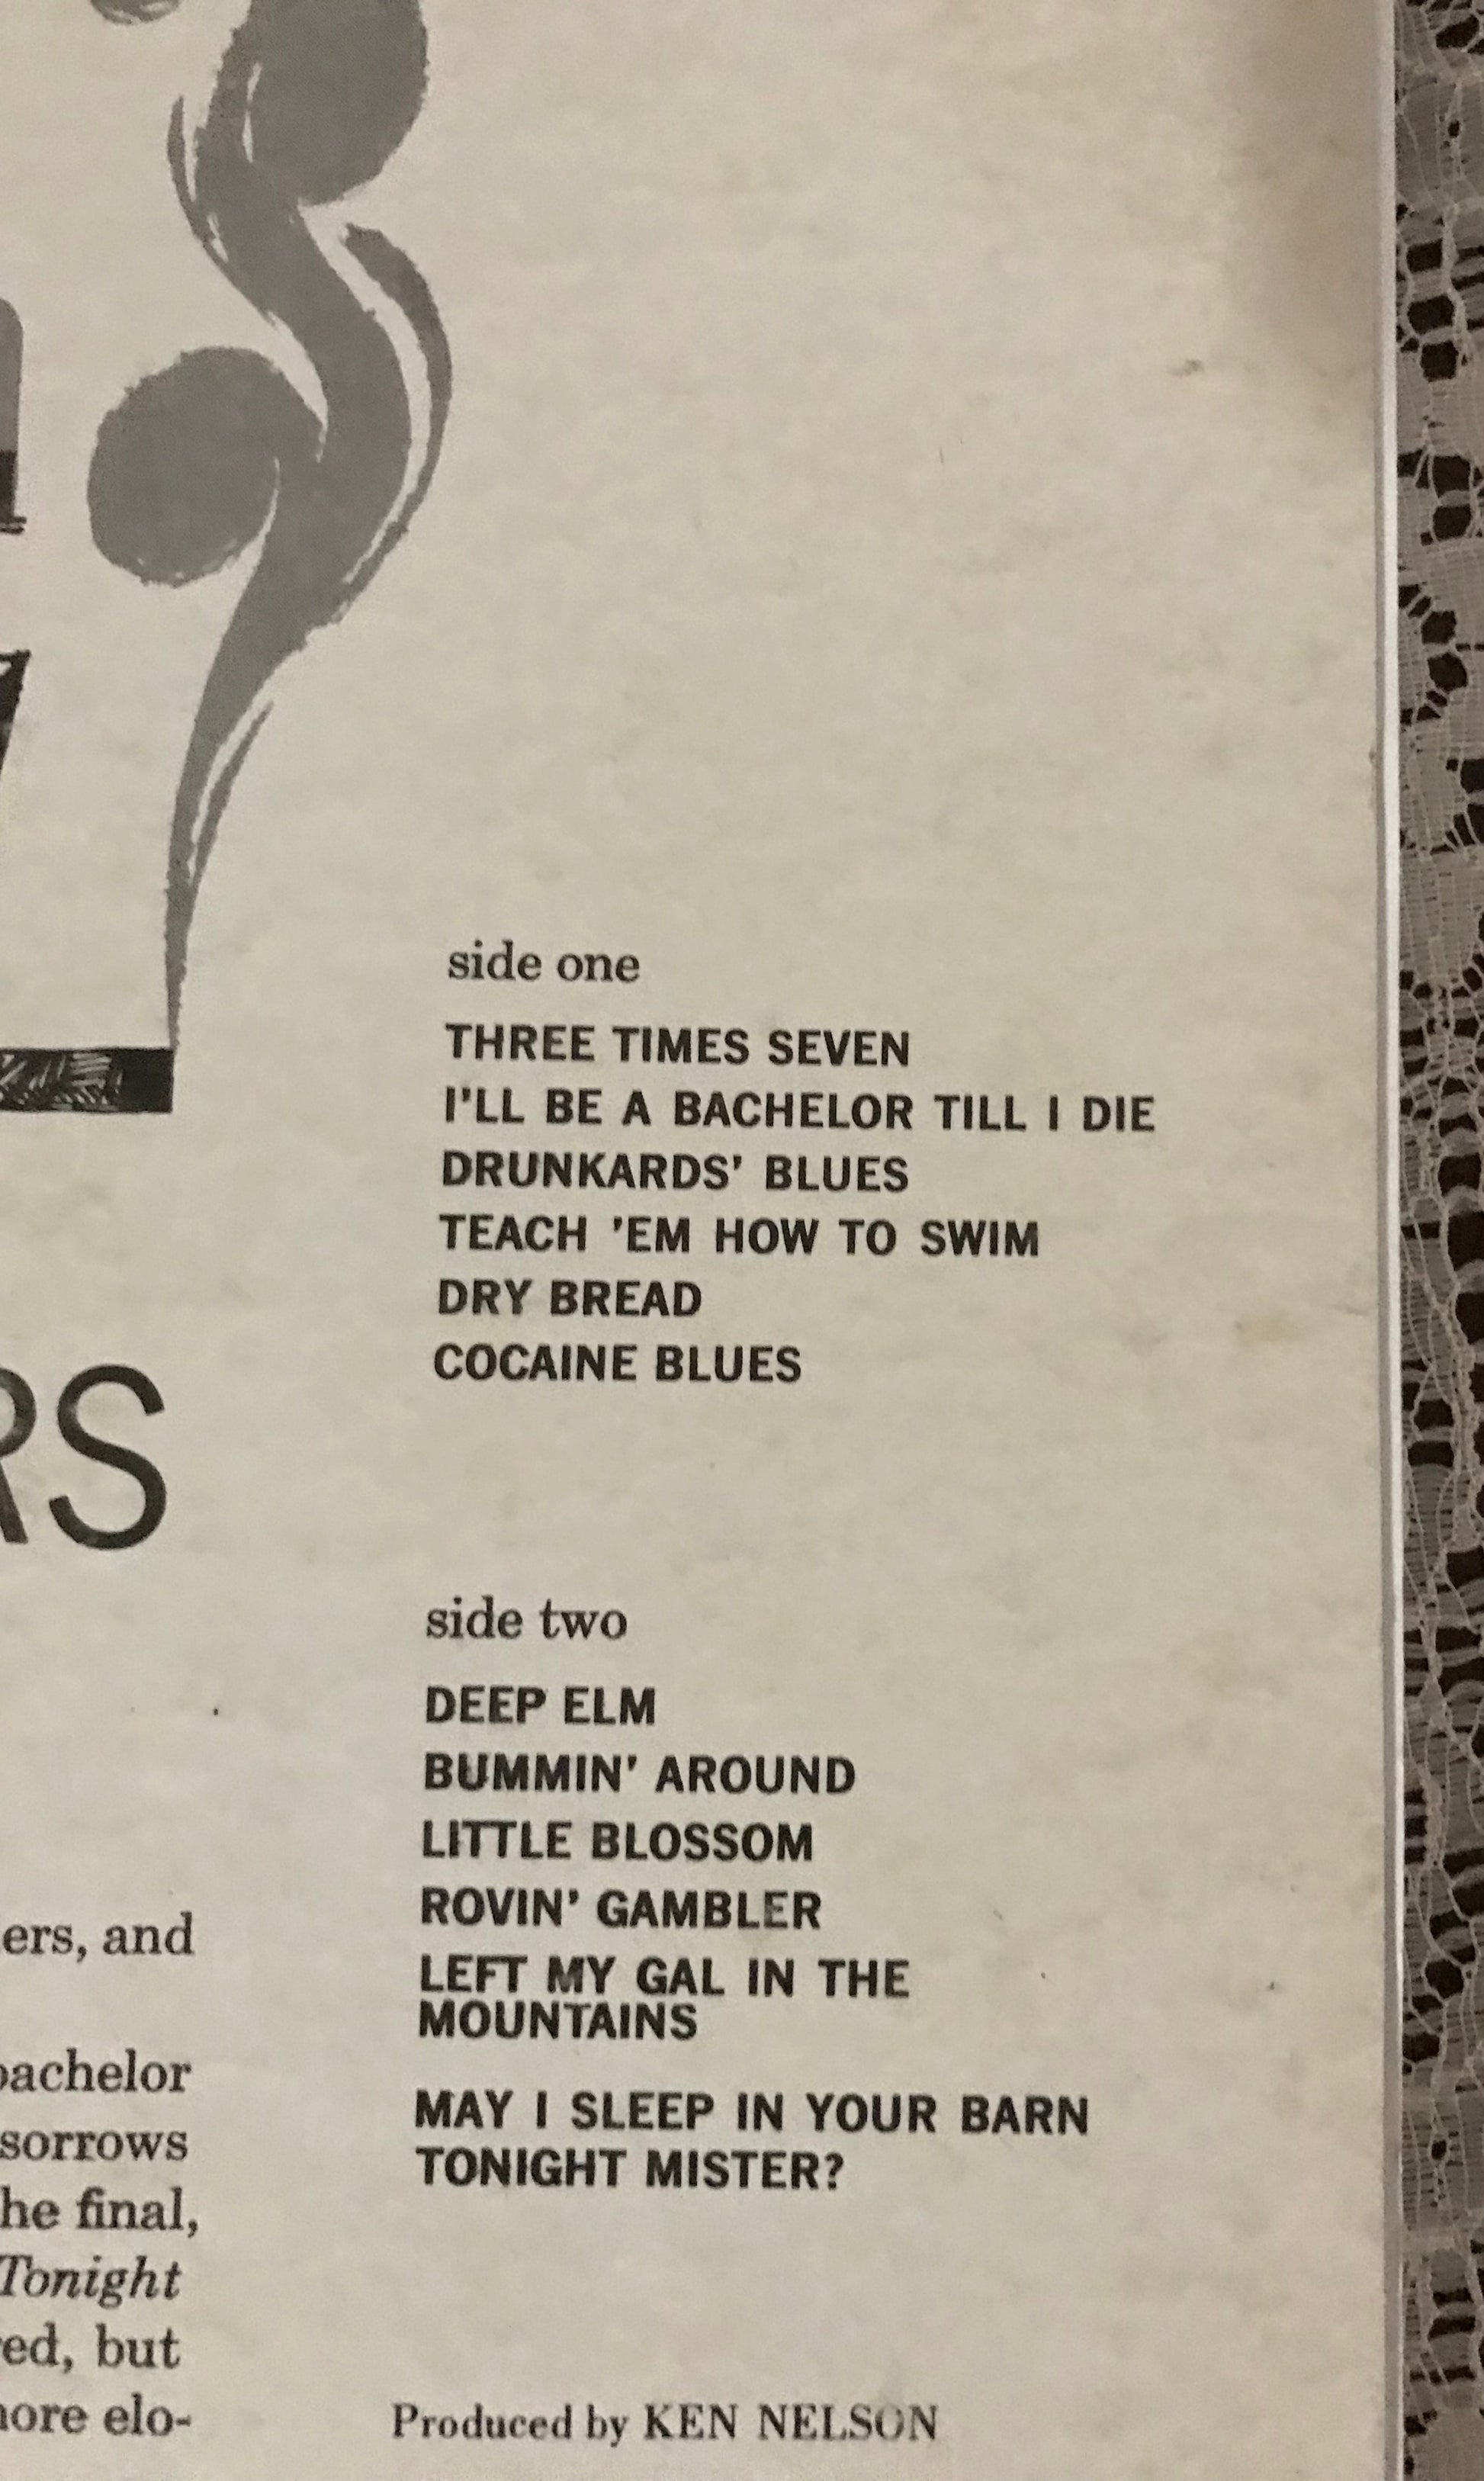 RS
ers, and
bachelor
sorrows
he final,
Tonight
ed, but
more elo-
side one
THREE TIMES SEVEN
I'LL BE A BACHELOR TILL I DIE
DRUNKARDS' BLUES
TEACH 'EM HOW TO SWIM
DRY BREAD
COCAINE BLUES
side two
DEEP ELM
BUMMIN' AROUND
LITTLE BLOSSOM
ROVIN' GAMBLER
LEFT MY GAL IN THE
MOUNTAINS
MAY I SLEEP IN YOUR BARN
TONIGHT MISTER?
Produced by KEN NELSON